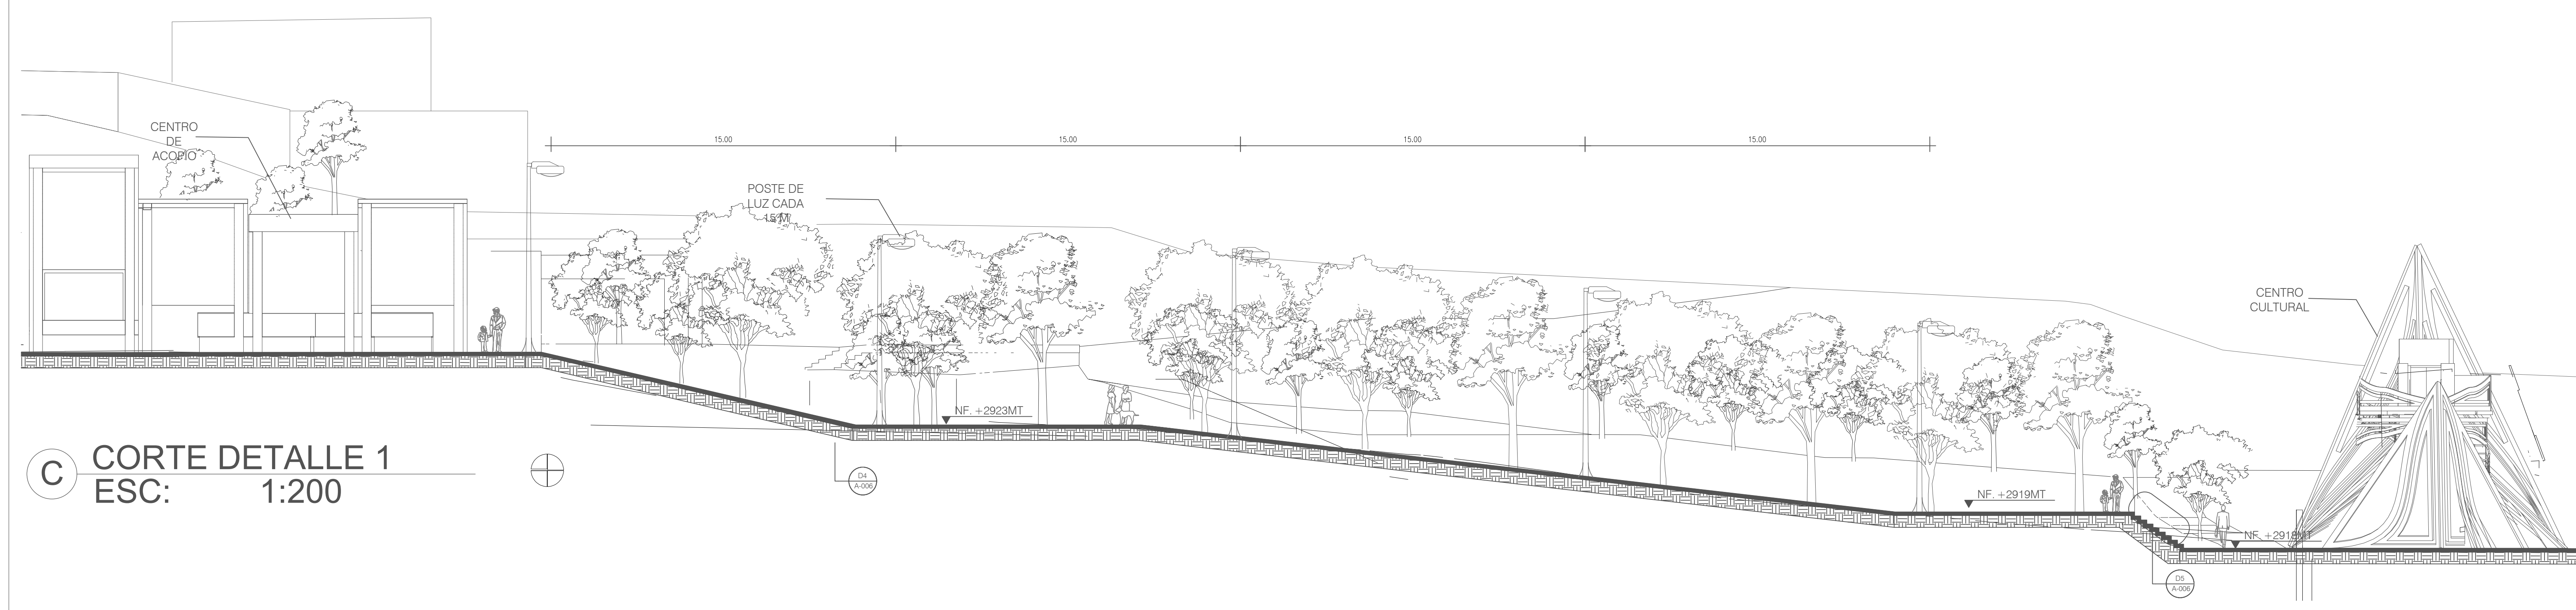 CENTRO
DE
ACOPIO
15.00
15.00
15.00
15.00
POSTE DE
LUZ CADA
15 M
CENTRO
CULTURAL
NF. +2923MT
NF. +2919MT
NF. +2918MT
D4
A-006
D5
A-006
C
CORTE DETALLE 1
ESC: 1:200